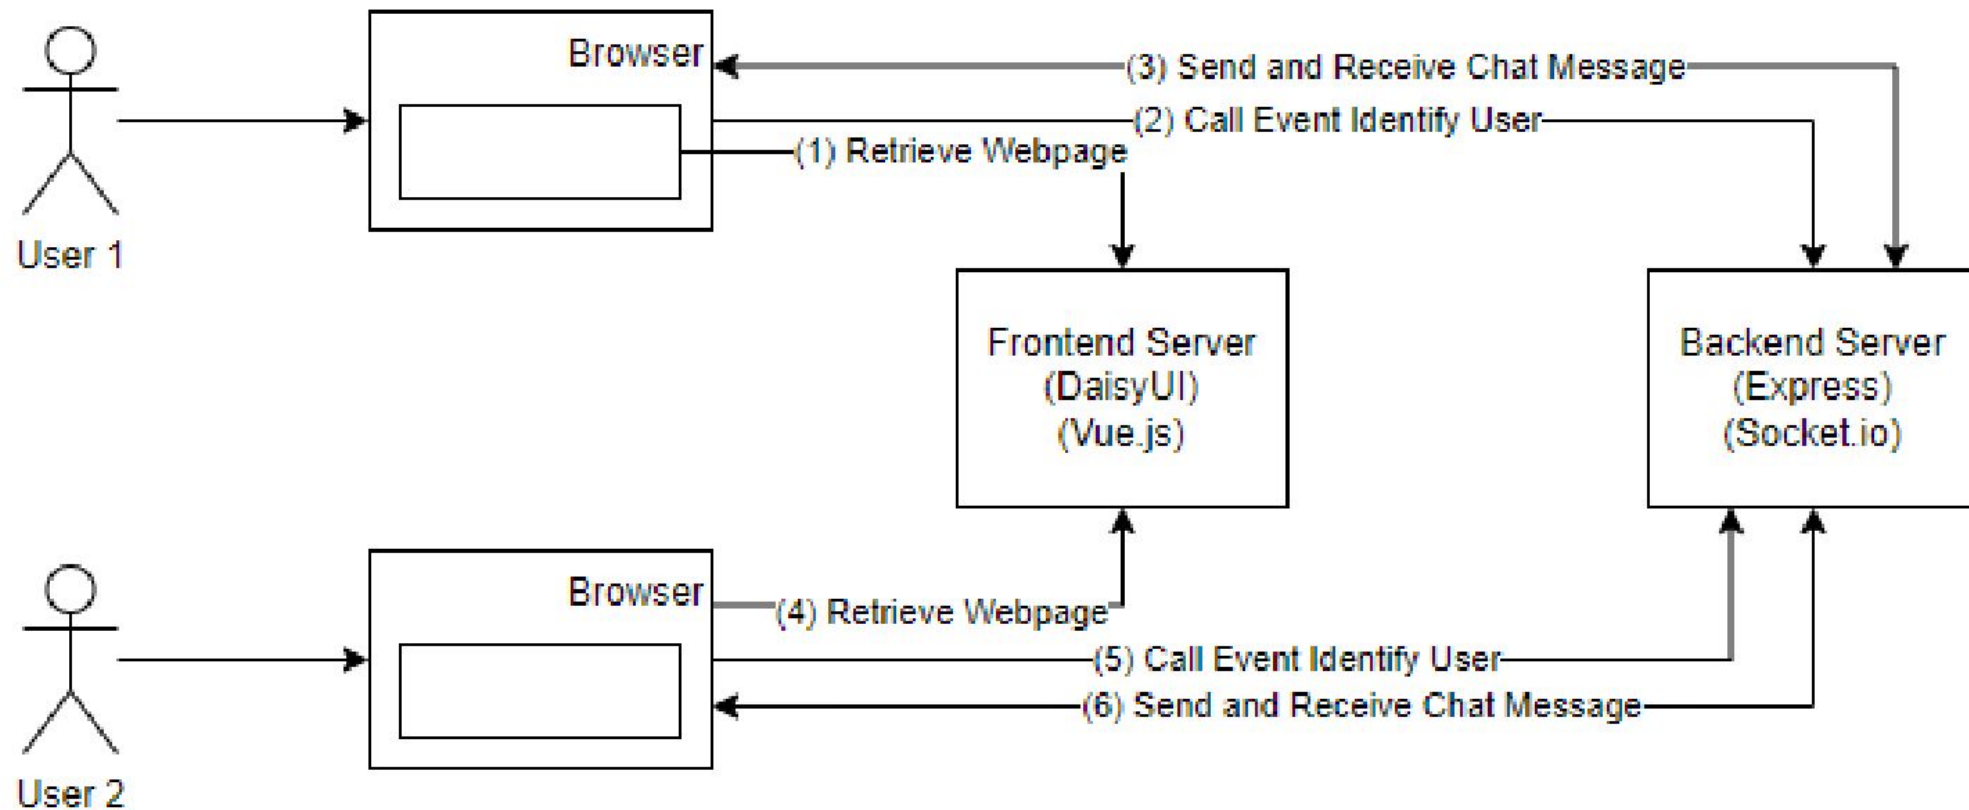 Browser
(3) Send and Receive Chat Message
(2) Call Event Identify User
(1) Retrieve Webpage
User 1
Frontend Server
(DaisyUI)
(Vue.js)
Backend Server
(Express)
(Socket.io)
Browser
(4) Retrieve Webpage
(5) Call Event Identify User
(6) Send and Receive Chat Message
User 2